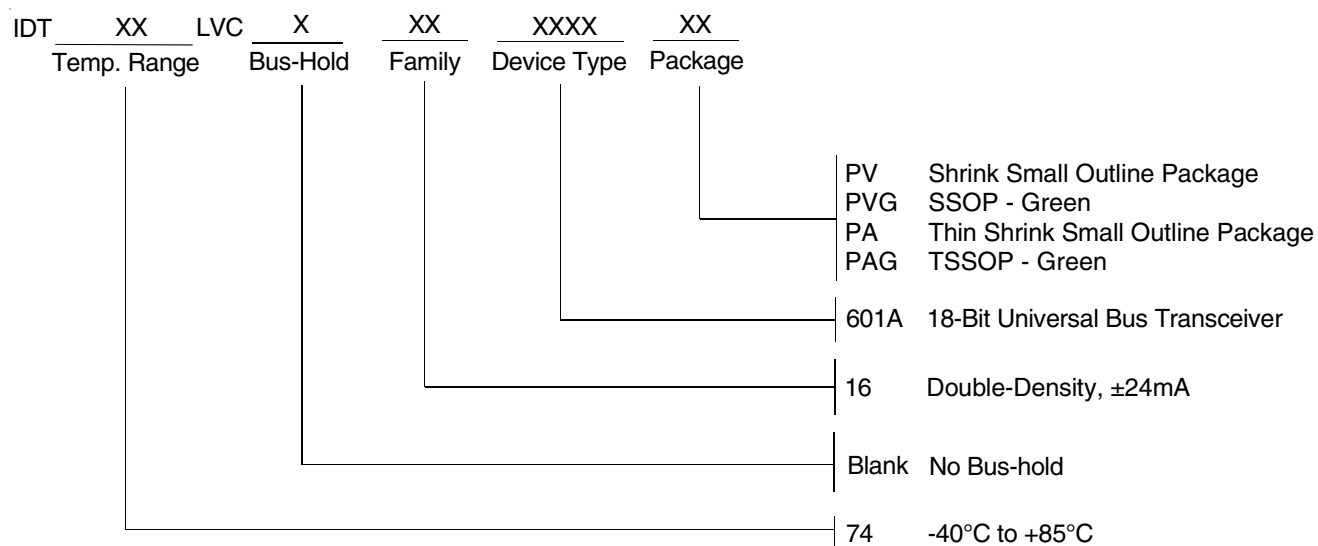 IDT XX LVC X XX XXXX XX
Temp. Range Bus-Hold Family Device Type Package
PV Shrink Small Outline Package
PVG SSOP - Green
PA Thin Shrink Small Outline Package
PAG TSSOP - Green
601A 18-Bit Universal Bus Transceiver
16 Double-Density, ±24mA
Blank No Bus-hold
74 -40°C to +85°C